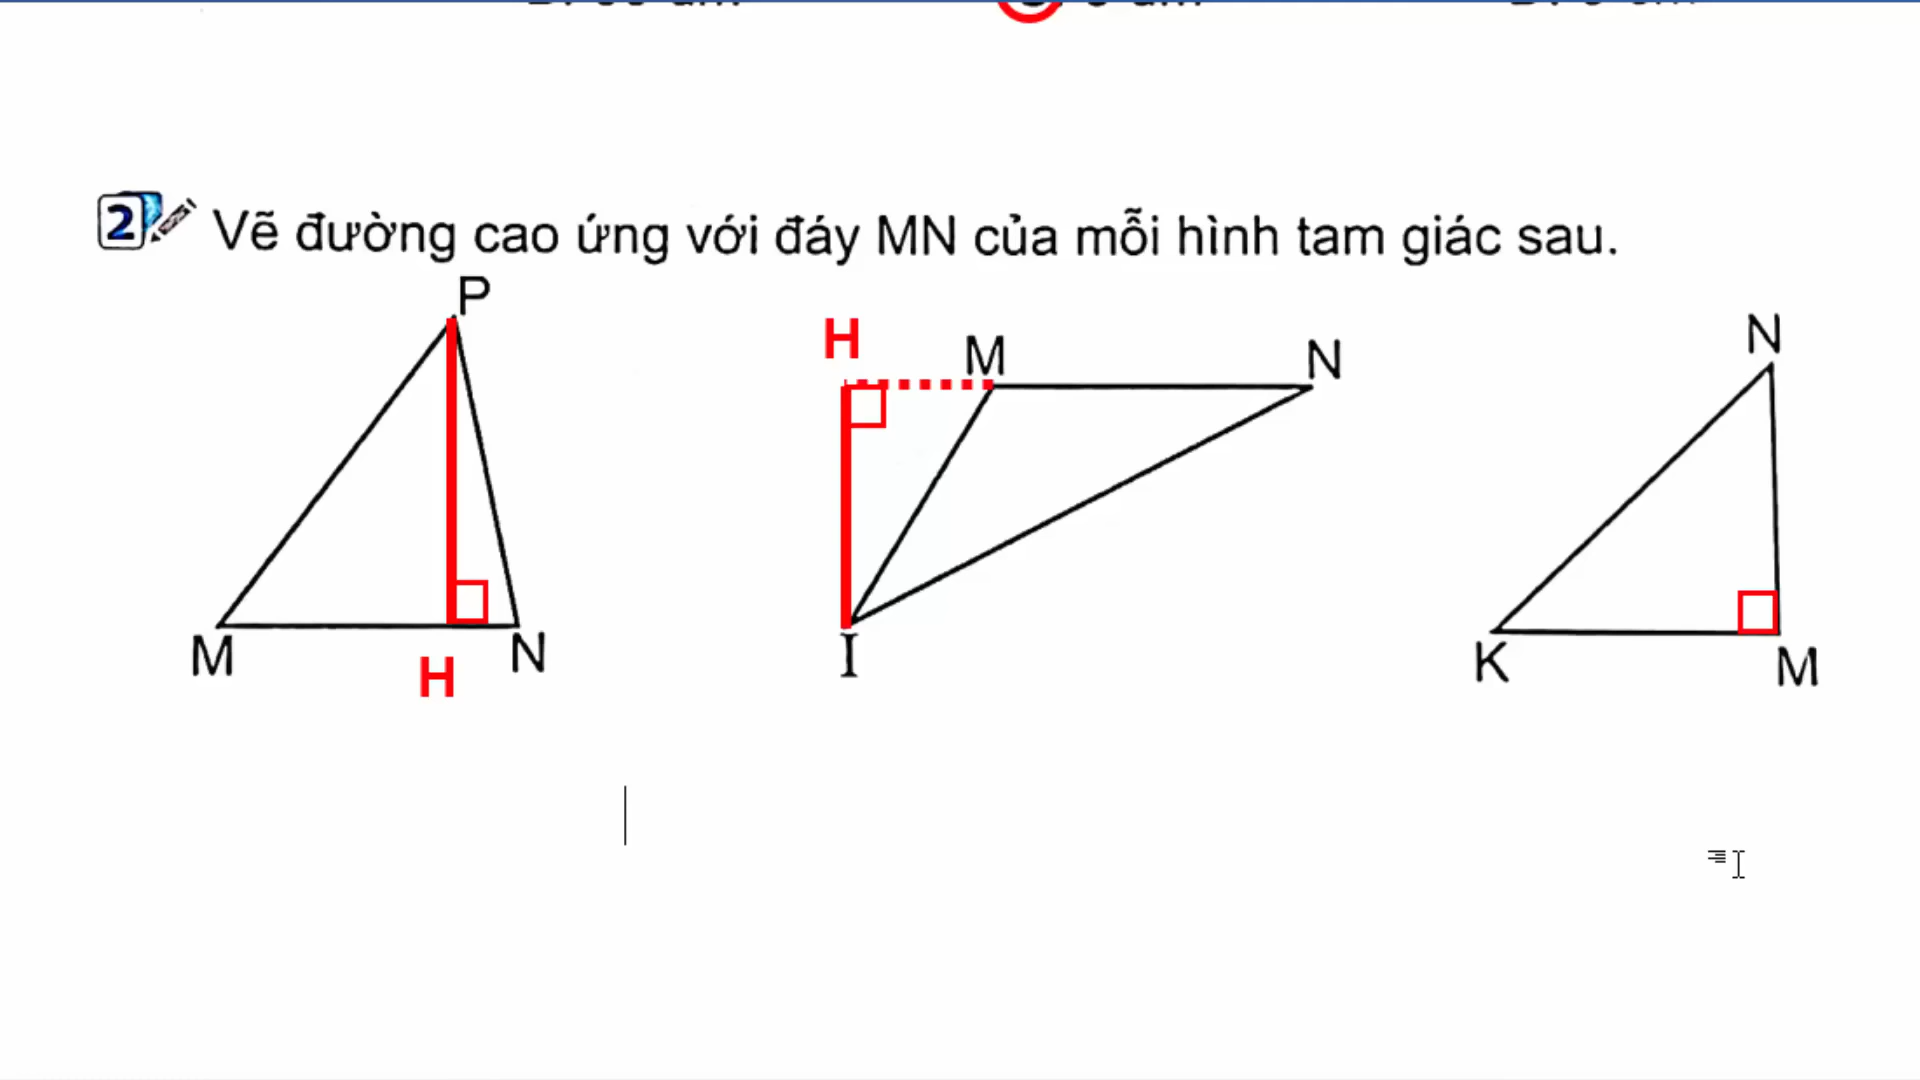 2 Vẽ đường cao ứng với đáy MN của mỗi hình tam giác sau.
P
H
M
N
N
M
N
H
I
K
M